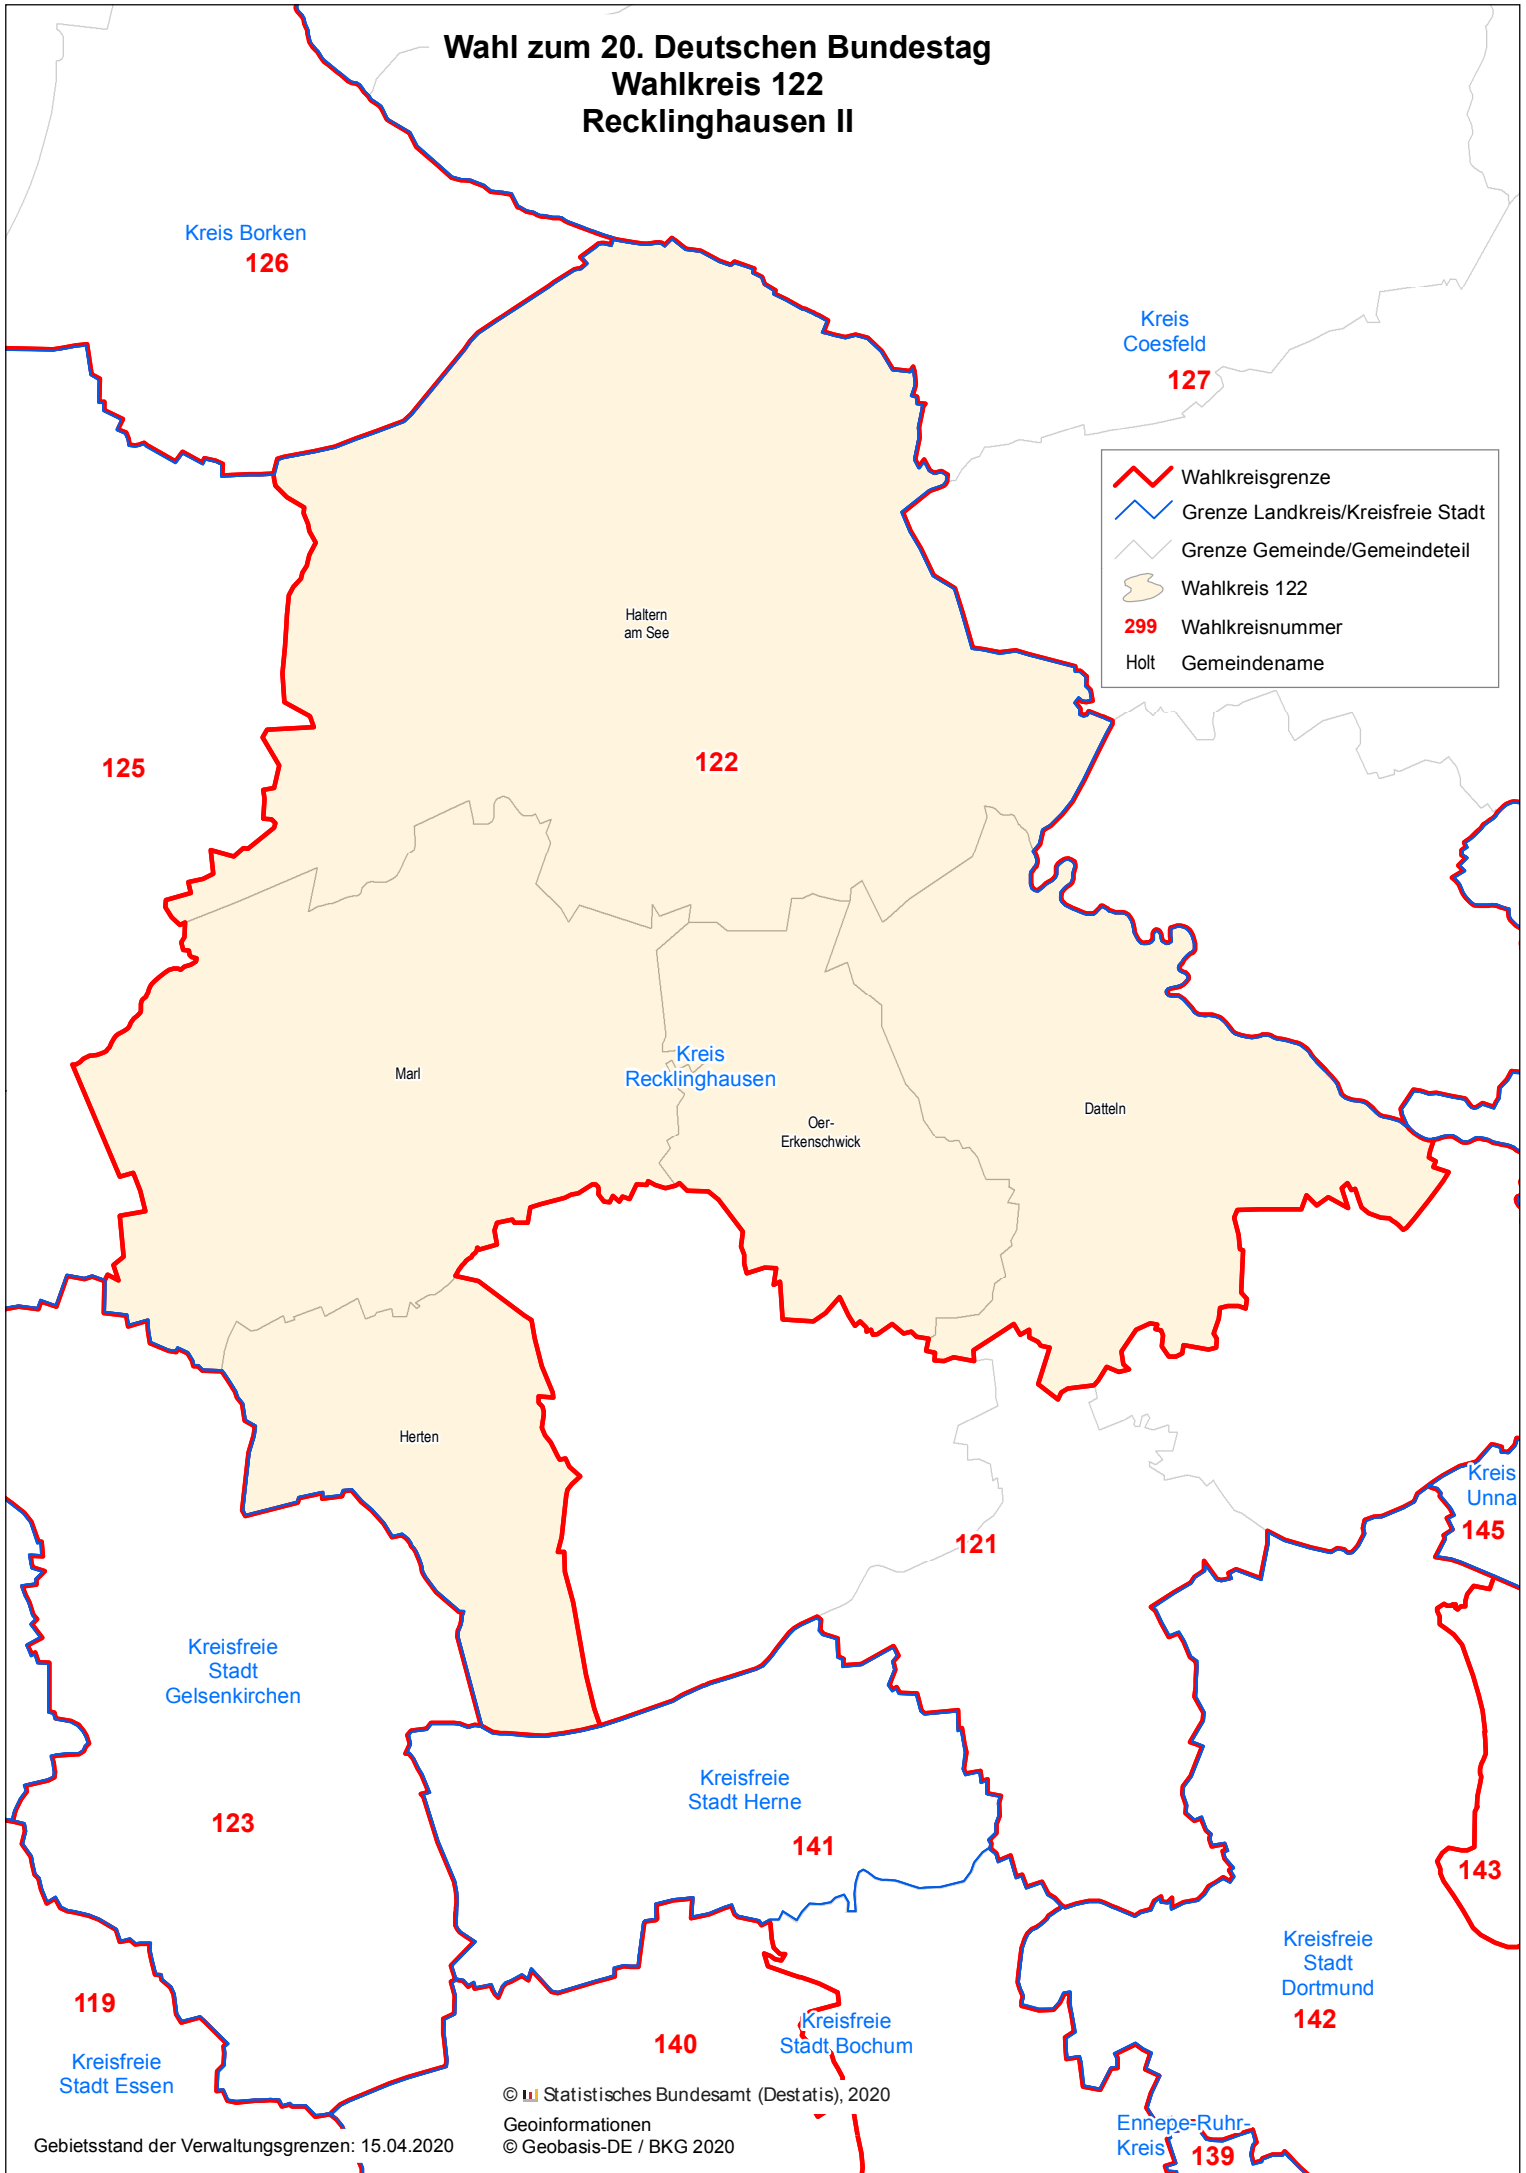 Wahl zum 20. Deutschen Bundestag
Wahlkreis 122
Recklinghausen II
Kreis Borken
126
Kreis
Coesfeld
127
Wahlkreisgrenze
Grenze Landkreis/Kreisfreie Stadt
Grenze Gemeinde/Gemeindeteil
Wahlkreis 122
299 Wahlkreisnummer
Holt Gemeindename
Haltern
am See
125
122
Kreis
Recklinghausen
Marl
Oer-
Erkenschwick
Datteln
Herten
Kreis
Unna
145
121
Kreisfreie
Stadt
Gelsenkirchen
123
Kreisfreie
Stadt Herne
141
143
Kreisfreie
Stadt
Dortmund
142
119
Kreisfreie
Stadt Essen
140
Kreisfreie
Stadt Bochum
Ennepe-Ruhr-
Kreis
139
© Statistisches Bundesamt (Destatis), 2020
Geoinformationen
© Geobasis-DE / BKG 2020
Gebietsstand der Verwaltungsgrenzen: 15.04.2020